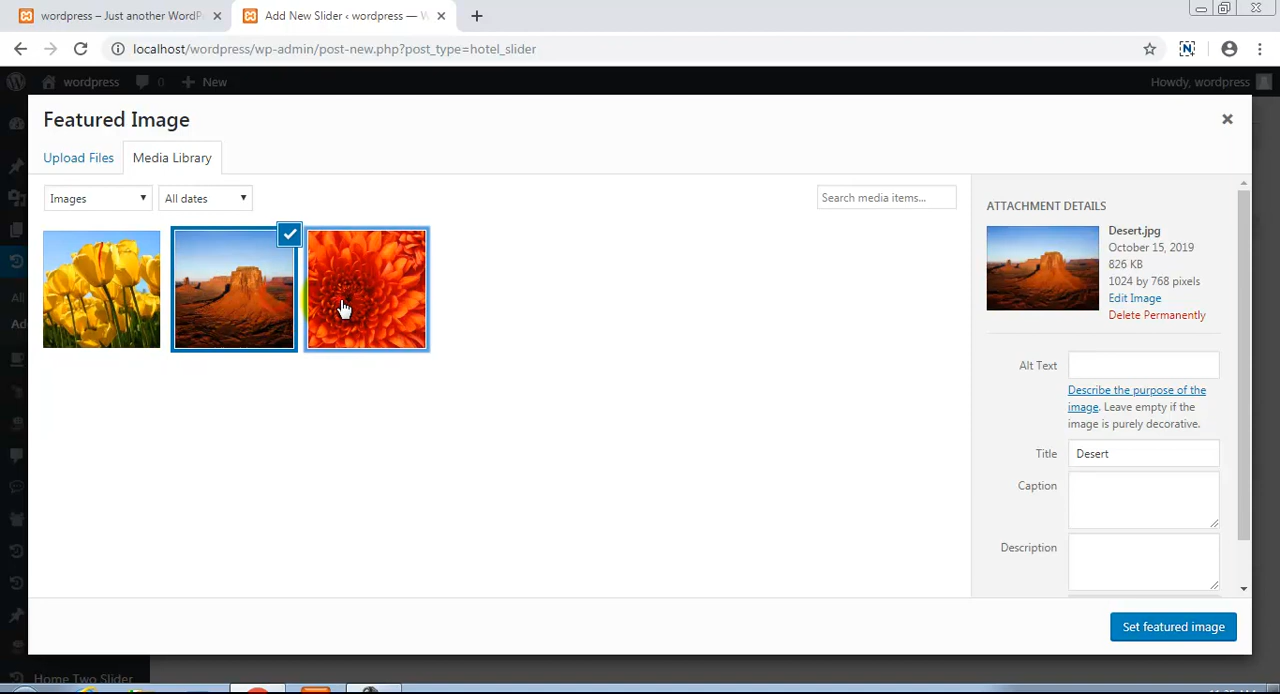 wordpress – Just another WordP
Add New Slider ‹ wordpress — W
localhost/wordpress/wp-admin/post-new.php?post_type=hotel_slider
wordpress 0 New
Howdy, wordpress
Featured Image
Upload Files
Media Library
Images
All dates
Search media items...
ATTACHMENT DETAILS
Desert.jpg
October 15, 2019
826 KB
1024 by 768 pixels
Edit Image
Delete Permanently
Alt Text
Describe the purpose of the
image. Leave empty if the
image is purely decorative.
Title
Desert
Caption
Description
All
Ad
Set featured image
Home Two Slider